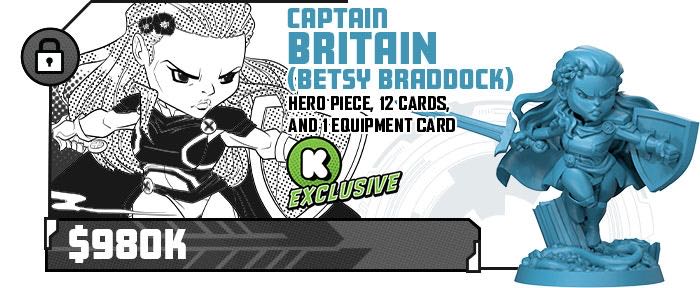 CAPTAIN
BRITAIN
(BETSY BRADDOCK)
HERO PIECE, 12 CARDS,
AND 1 EQUIPMENT CARD
K
EXCLUSIVE
$980K